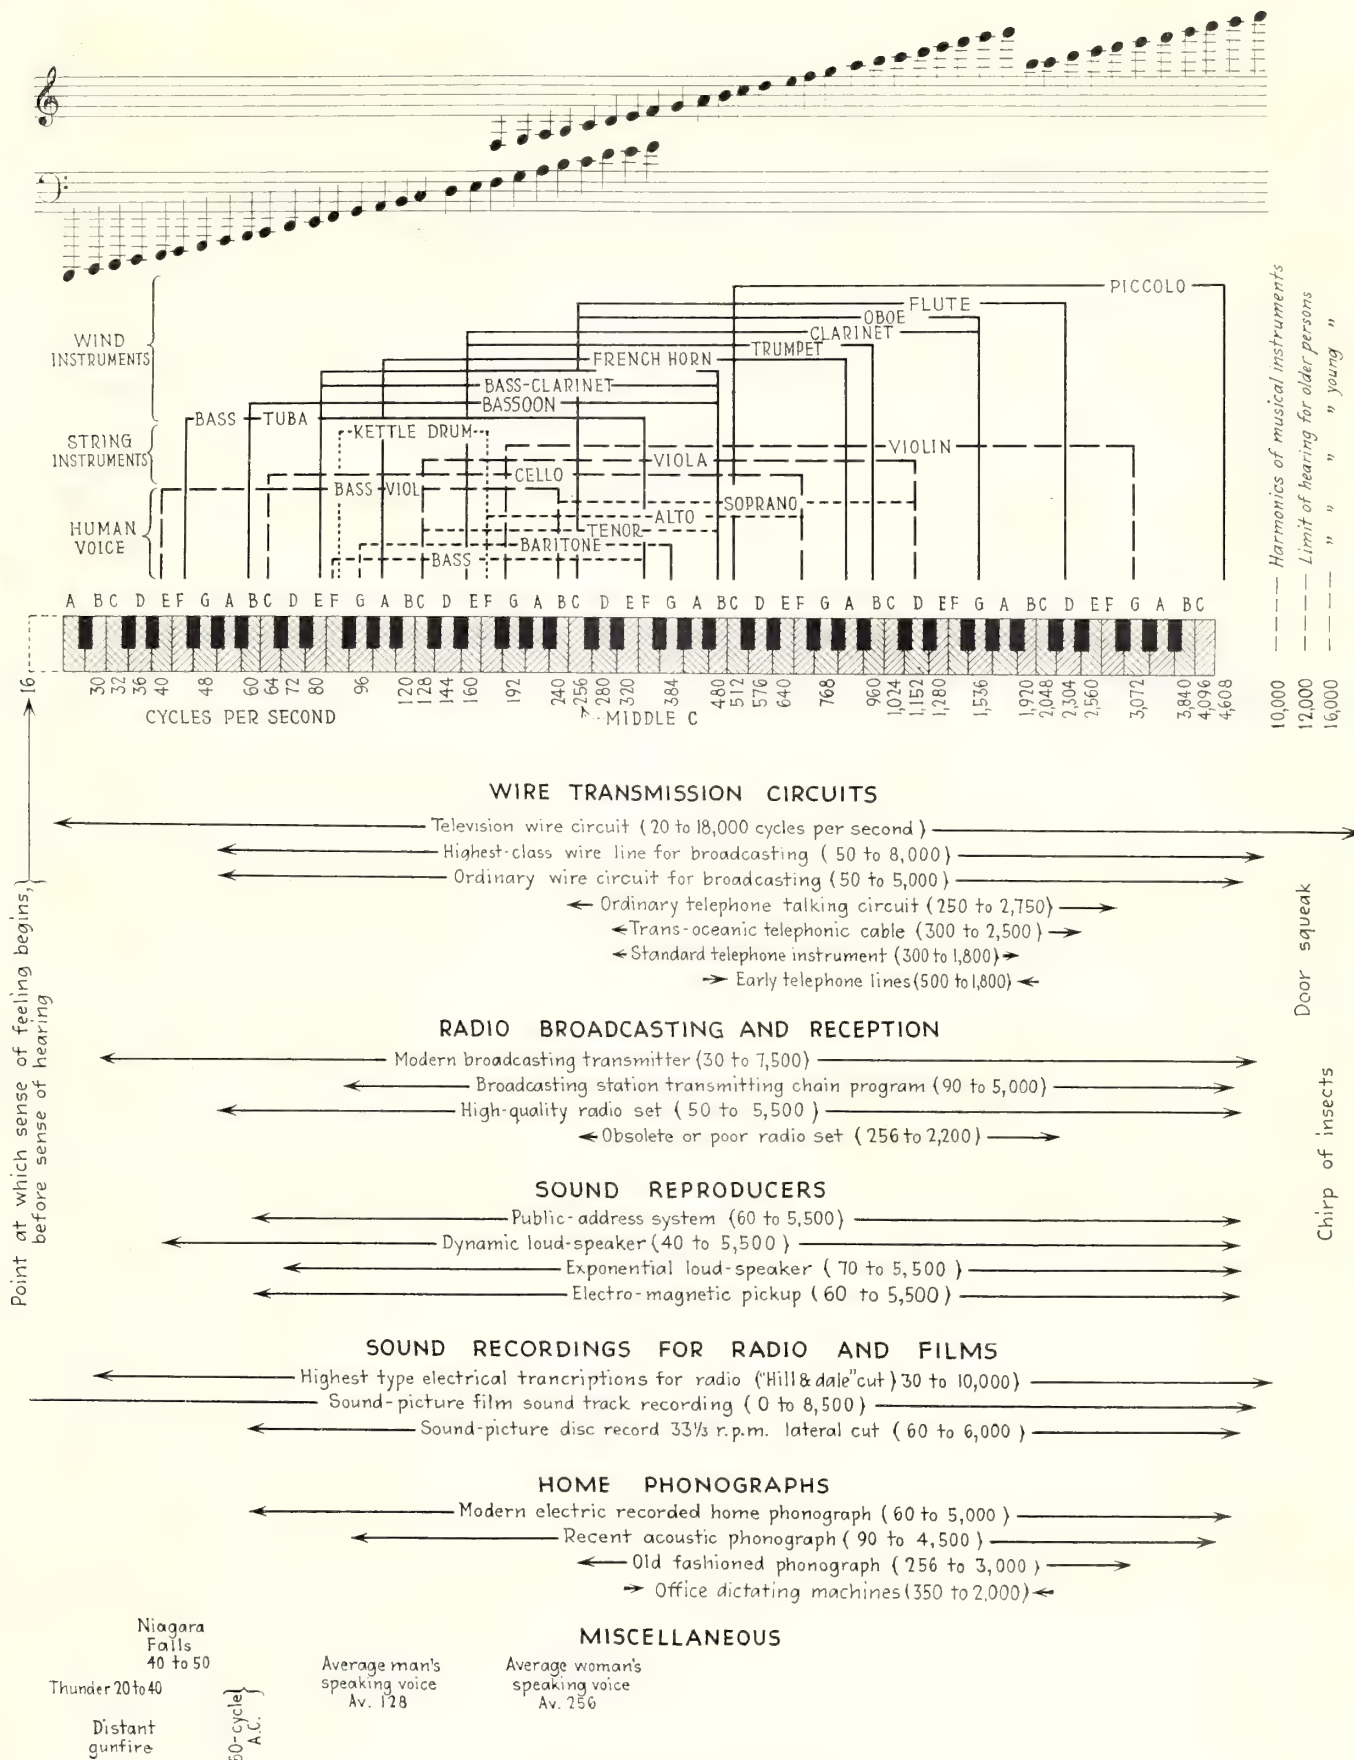 PICCOLO
FLUTE
OBOE
CLARINET
TRUMPET
WIND
INSTRUMENTS
FRENCH HORN
BASS-CLARINET
BASSOON
BASS TUBA
KETTLE DRUM
STRING
INSTRUMENTS
VIOLIN
VIOLA
CELLO
BASS VIOL
HUMAN
VOICE
SOPRANO
ALTO
TENOR
BARITONE
BASS
A B C D E F G A B C D E F G A B C D E F G A B C D E F G A B C D E F G A B C D E F G A B C D E F G A B C
16 30 32 36 40 48 60 64 72 80 96 120 128 144 160 192 240 256 280 320 384 480 512 576 640 768 960 1,024 1,152 1,280 1,536 1,920 2,048 2,304 2,560 3,072 3,840 4,096 4,608
CYCLES PER SECOND
MIDDLE C
10,000 Harmonics of musical instruments
12,000 Limit of hearing for older persons
16,000 " " " " young "
WIRE TRANSMISSION CIRCUITS
Television wire circuit (20 to 18,000 cycles per second)
Highest-class wire line for broadcasting (50 to 8,000)
Ordinary wire circuit for broadcasting (50 to 5,000)
Ordinary telephone talking circuit (250 to 2,750)
Trans-oceanic telephonic cable (300 to 2,500)
Standard telephone instrument (300 to 1,800)
Early telephone lines (500 to 1,800)
Point at which sense of feeling begins,
before sense of hearing
Door squeak
Chirp of insects
RADIO BROADCASTING AND RECEPTION
Modern broadcasting transmitter (30 to 7,500)
Broadcasting station transmitting chain program (90 to 5,000)
High-quality radio set (50 to 5,500)
Obsolete or poor radio set (256 to 2,200)
SOUND REPRODUCERS
Public-address system (60 to 5,500)
Dynamic loud-speaker (40 to 5,500)
Exponential loud-speaker (70 to 5,500)
Electro-magnetic pickup (60 to 5,500)
SOUND RECORDINGS FOR RADIO AND FILMS
Highest type electrical trancriptions for radio ("Hill & dale" cut) 30 to 10,000)
Sound-picture film sound track recording (0 to 8,500)
Sound-picture disc record 33⅓ r.p.m. lateral cut (60 to 6,000)
HOME PHONOGRAPHS
Modern electric recorded home phonograph (60 to 5,000)
Recent acoustic phonograph (90 to 4,500)
Old fashioned phonograph (256 to 3,000)
Office dictating machines (350 to 2,000)
MISCELLANEOUS
Niagara
Falls
40 to 50
Thunder 20 to 40
Distant
gunfire
60-cycle
A.C.
Average man's
speaking voice
Av. 128
Average woman's
speaking voice
Av. 256